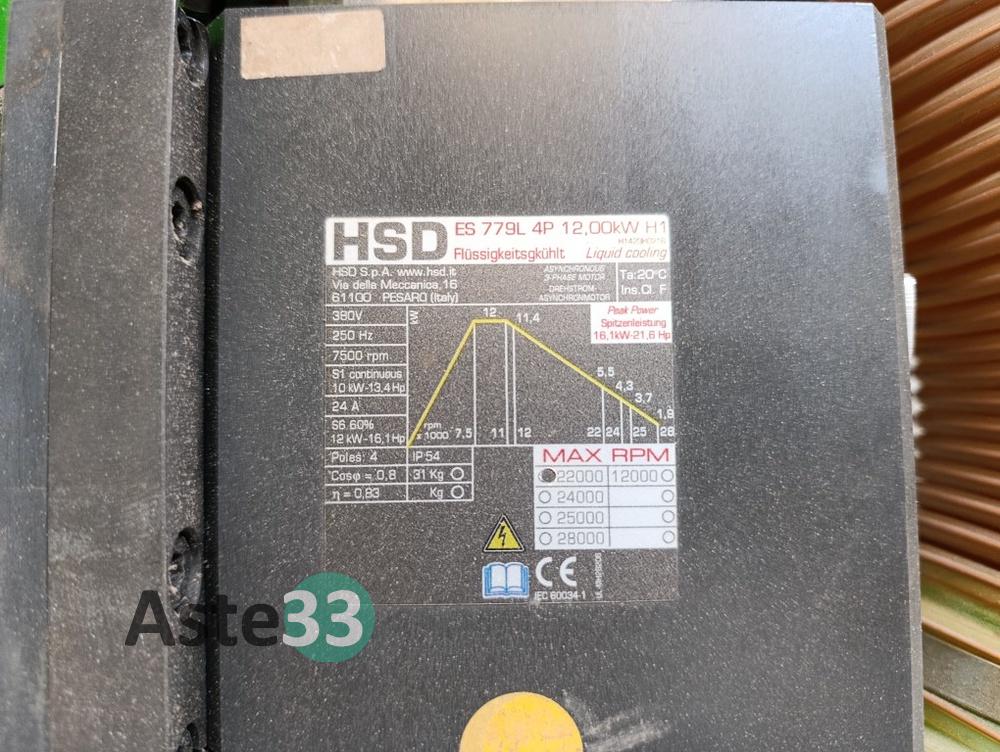 HSD
ES 779L 4P 12,00kW H1
Flüssigkeitsgkühlt Liquid cooling
HSD S.p.A. www.hsd.it
Via della Meccanica,16
61100 PESARO (Italy)
ASYNCHRONOUS
3-PHASE MOTOR
DREHSTROM-
ASYNCHRONMOTOR
Ta:20°C
Ins.Cl. F
380V
250 Hz
7500 rpm
S1 continuous
10 kW-13,4Hp
24 A
S6 60%
12 kW-16,1Hp
Poles: 4
Cosφ = 0,8
η = 0,83
IP 54
31 Kg
Kg
kW
12
11,4
Peak Power
Spitzenleistung
16,1kW-21,6 Hp
5,5
4,3
3,7
1,9
rpm
x 1000
7,5
11
12
22
24
25
28
MAX RPM
22000 12000
24000
25000
28000
CE
IEC 60034-1
Aste33